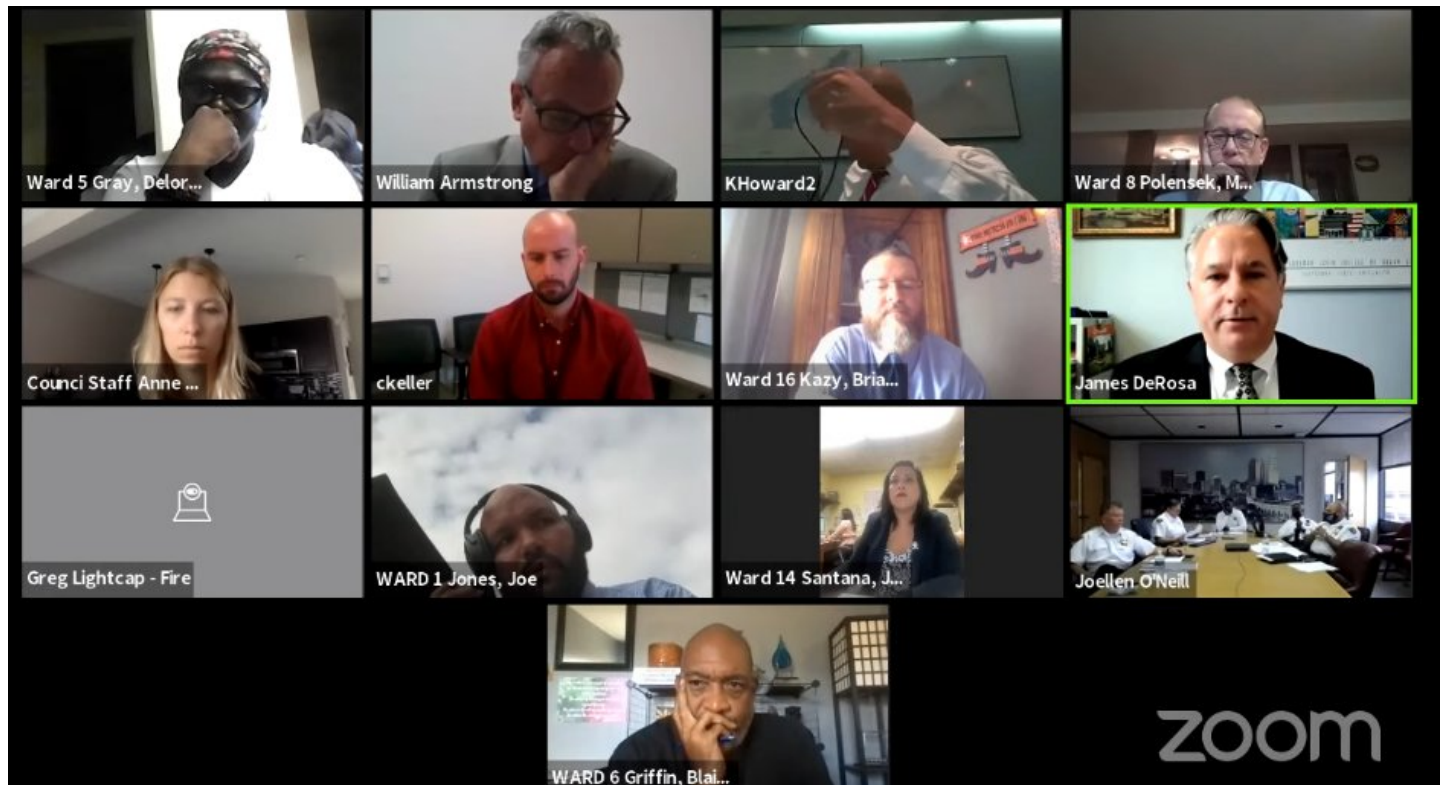 Ward 5 Gray, Delor...
William Armstrong
KHoward2
Ward 8 Polensek, M...
Counci Staff Anne ...
ckeller
Ward 16 Kazy, Bria...
James DeRosa
Greg Lightcap - Fire
WARD 1 Jones, Joe
Ward 14 Santana, J...
Joellen O'Neill
WARD 6 Griffin, Blai...
zoom